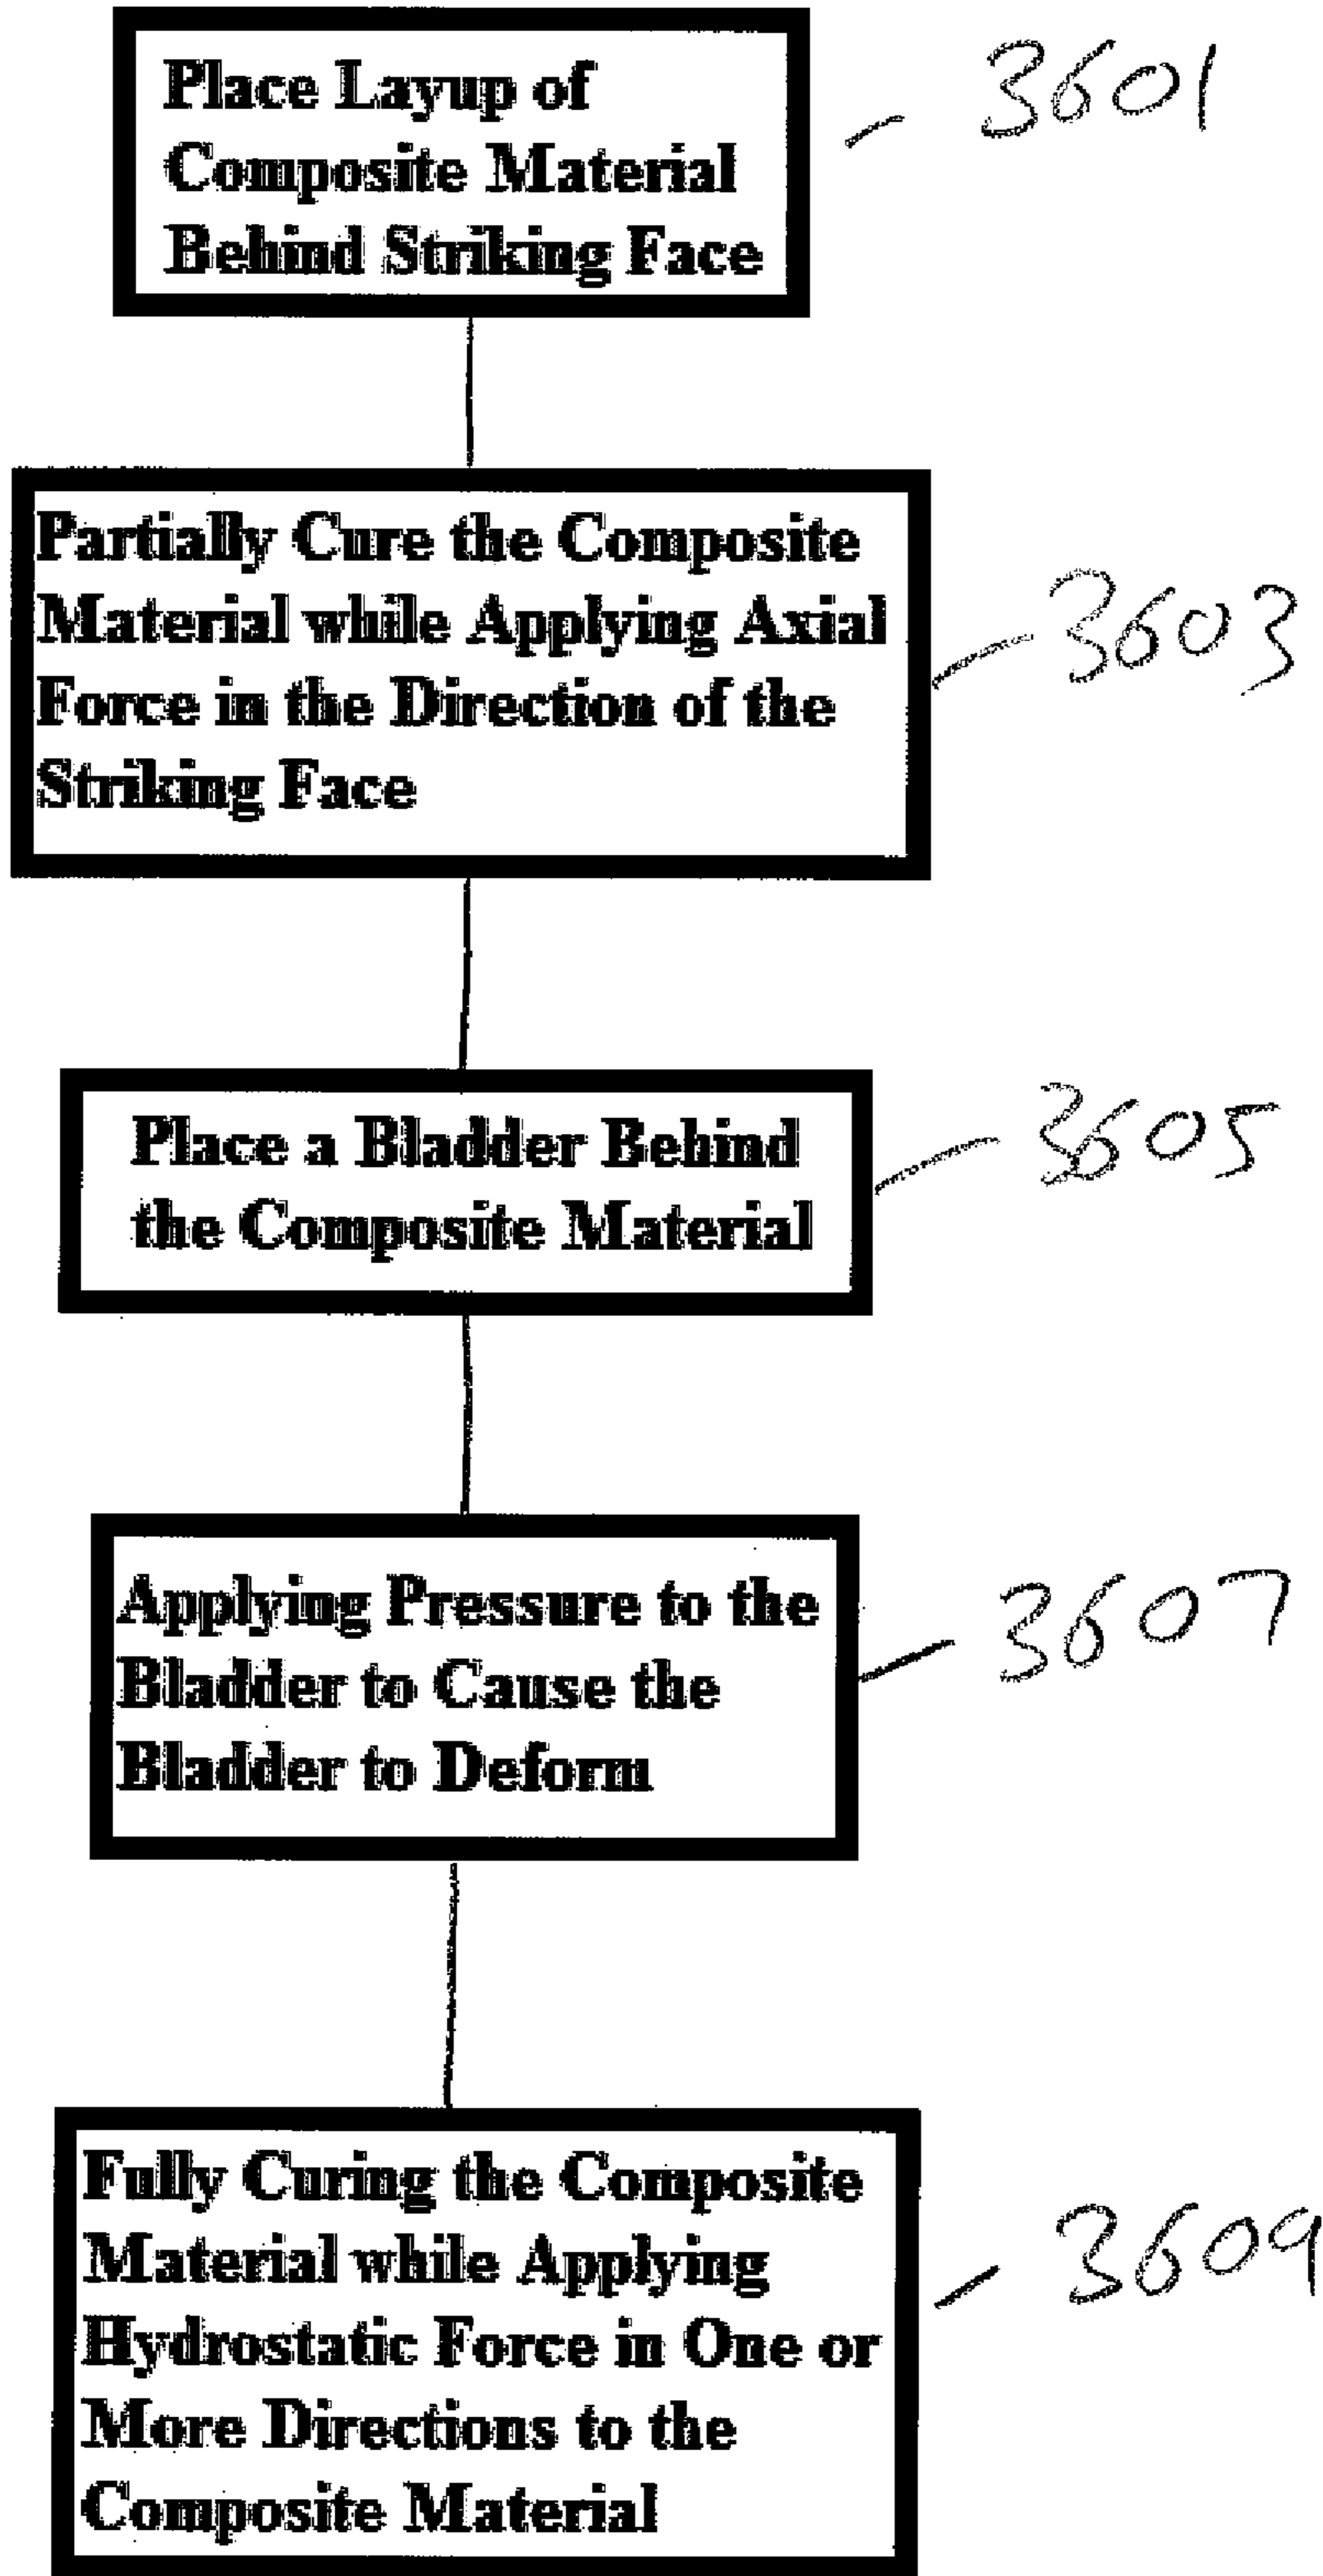 Place Layup of
Composite Material
Behind Striking Face
3601
Partially Cure the Composite
Material while Applying Axial
Force in the Direction of the
Striking Face
3603
Place a Bladder Behind
the Composite Material
3605
Applying Pressure to the
Bladder to Cause the
Bladder to Deform
3607
Fully Curing the Composite
Material while Applying
Hydrostatic Force in One or
More Directions to the
Composite Material
3609